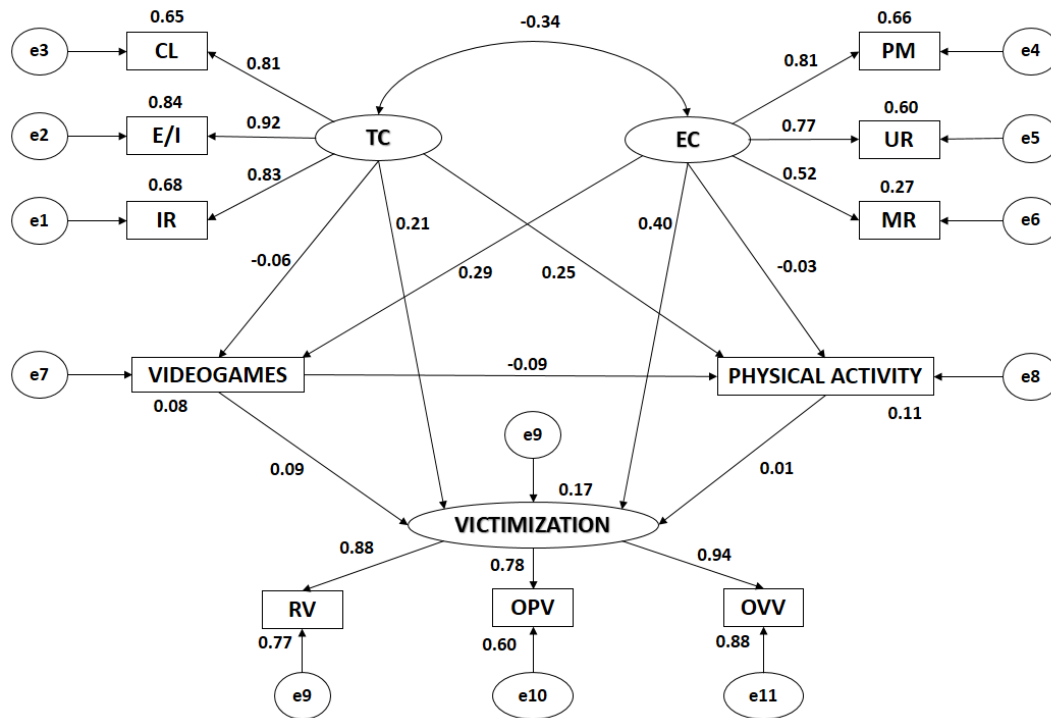 0.65
-0.34
0.66
e3
CL
0.81
0.81
PM
e4
0.84
0.60
e2
E/I
0.92
TC
EC
0.77
UR
e5
0.68
0.83
0.52
0.27
e1
IR
0.21
0.40
MR
e6
-0.06
0.29
0.25
-0.03
e7
VIDEOGAMES
-0.09
PHYSICAL ACTIVITY
e8
0.08
0.11
e9
0.09
0.17
0.01
VICTIMIZATION
0.88
0.78
0.94
RV
OPV
OVV
0.77
0.60
0.88
e9
e10
e11